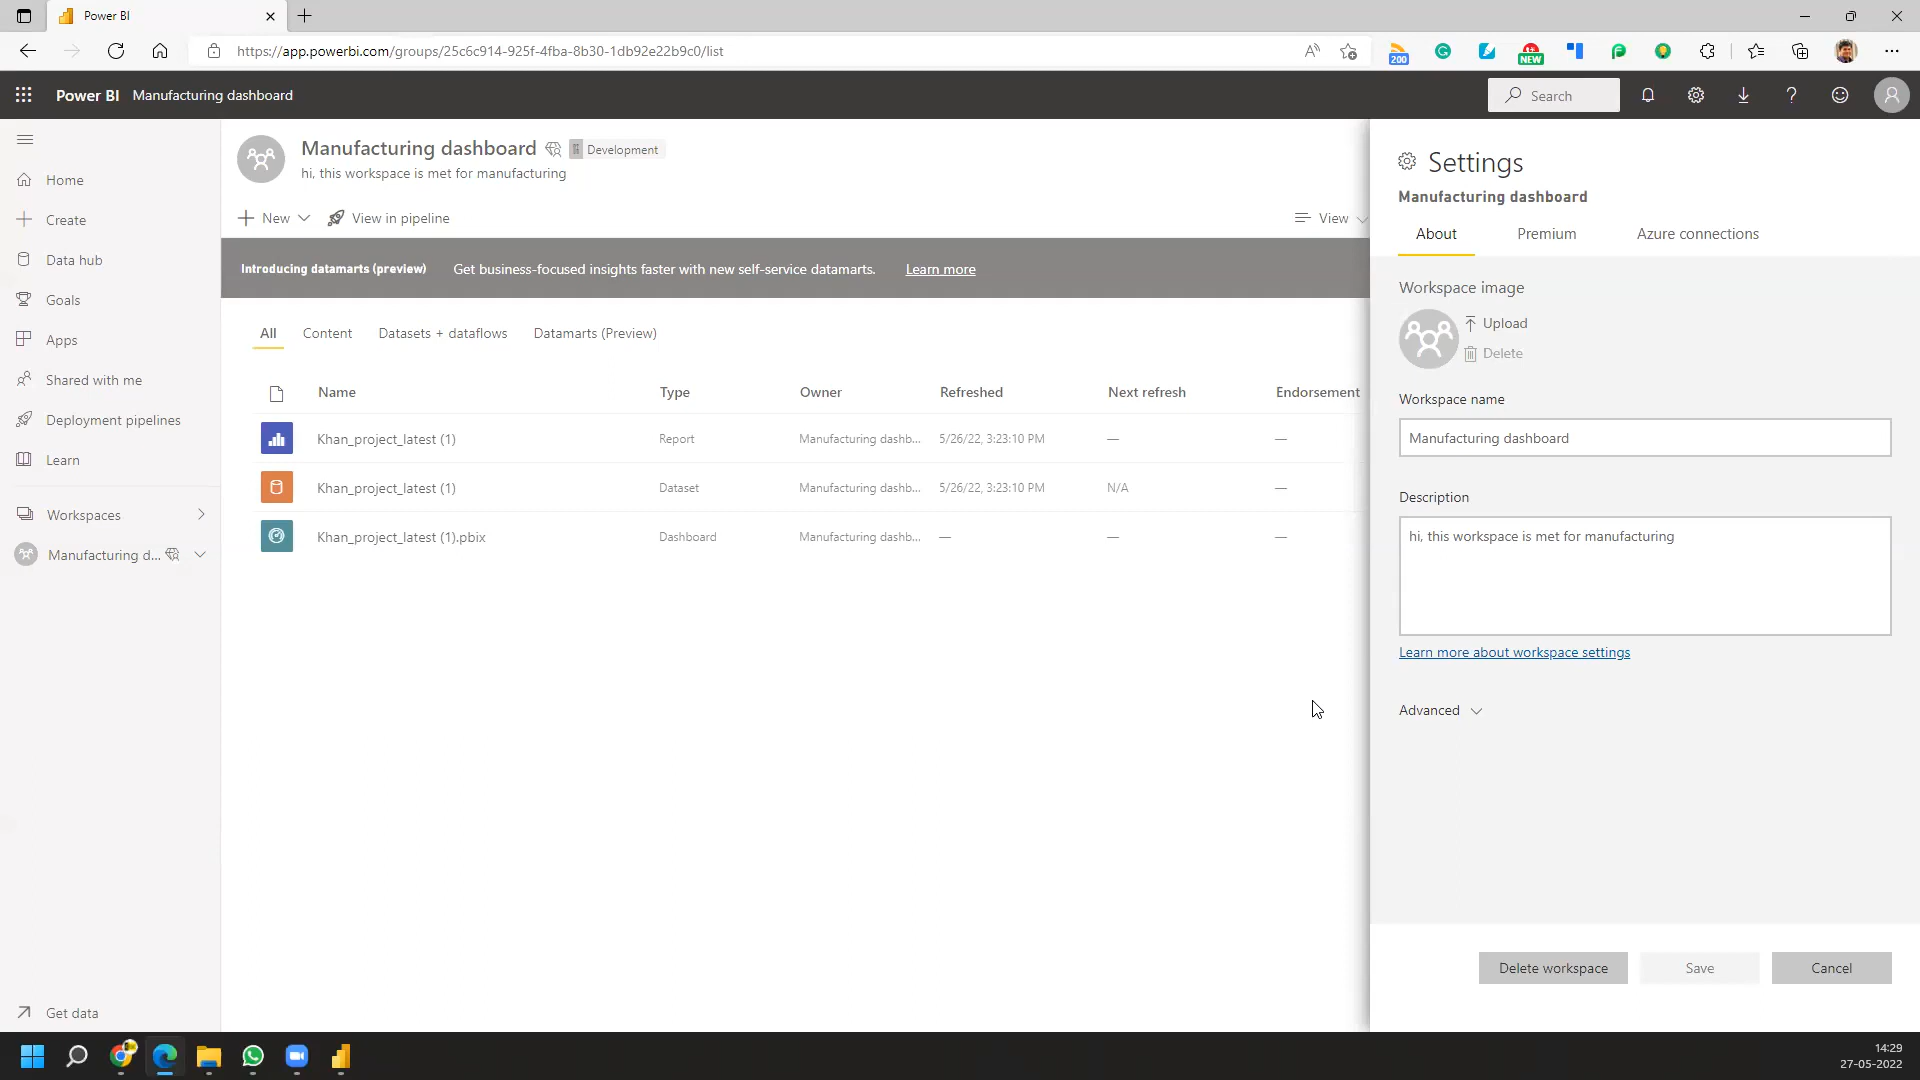 Power BI
https://app.powerbi.com/groups/25c6c914-925f-4fba-8b30-1db92e22b9c0/list
200
NEW
Power BI Manufacturing dashboard
Search
Home
Create
Data hub
Goals
Apps
Shared with me
Deployment pipelines
Learn
Workspaces
Manufacturing d...
Get data
Manufacturing dashboard Development
hi, this workspace is met for manufacturing
New View in pipeline View
Introducing datamarts (preview) Get business-focused insights faster with new self-service datamarts. Learn more
All Content Datasets + dataflows Datamarts (Preview)
Name Type Owner Refreshed Next refresh Endorsement
Khan_project_latest (1) Report Manufacturing dashb... 5/26/22, 3:23:10 PM — —
Khan_project_latest (1) Dataset Manufacturing dashb... 5/26/22, 3:23:10 PM N/A —
Khan_project_latest (1).pbix Dashboard Manufacturing dashb... — — —
Settings
Manufacturing dashboard
About Premium Azure connections
Workspace image
Upload
Delete
Workspace name
Manufacturing dashboard
Description
hi, this workspace is met for manufacturing
Learn more about workspace settings
Advanced
Delete workspace Save Cancel
14:29
27-05-2022